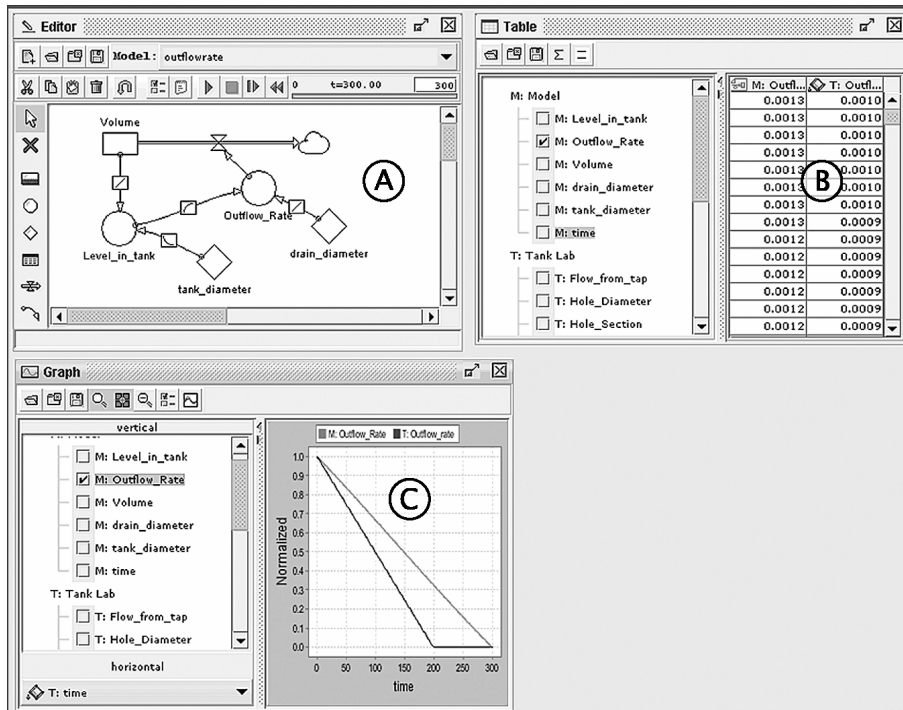 Editor
Model: outflowrate
0 t=300.00 300
Volume
A
Outflow_Rate
Level_in_tank
drain_diameter
tank_diameter
Table
Σ =
M: Model
M: Level_in_tank
M: Outflow_Rate
M: Volume
M: drain_diameter
M: tank_diameter
M: time
T: Tank Lab
T: Flow_from_tap
T: Hole_Diameter
T: Hole_Section
M: Outfl... T: Outfl...
0.0013 0.0010
0.0013 0.0010
0.0013 0.0010
0.0013 0.0010
0.0013 0.0010
0.0013 0.0010
0.0013 0.0010
0.0013 0.0009
0.0012 0.0009
0.0012 0.0009
0.0012 0.0009
0.0012 0.0009
0.0012 0.0009
0.0012 0.0009
B
Graph
vertical
M: Level_in_tank
M: Outflow_Rate
M: Volume
M: drain_diameter
M: tank_diameter
M: time
T: Tank Lab
T: Flow_from_tap
T: Hole_Diameter
horizontal
T: time
M: Outflow_Rate T: Outflow_rate
1.0
0.9
0.8
0.7
0.6
0.5
0.4
0.3
0.2
0.1
0.0
Normalized
C
0 50 100 150 200 250 300
time